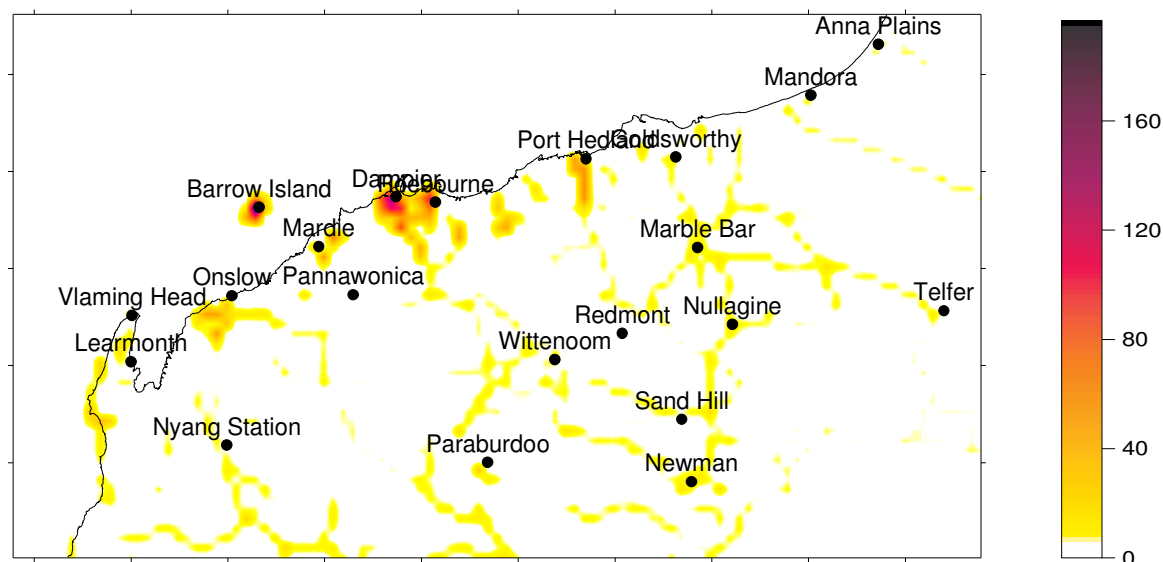 Anna Plains
Mandora
160
Port Hedland
Goldsworthy
Dampier
Roebourne
Barrow Island
120
Mardie
Marble Bar
Onslow
Pannawonica
Vlaming Head
Telfer
Nullagine
Redmont
80
Learmonth
Wittenoom
Sand Hill
Nyang Station
Paraburdoo
40
Newman
0